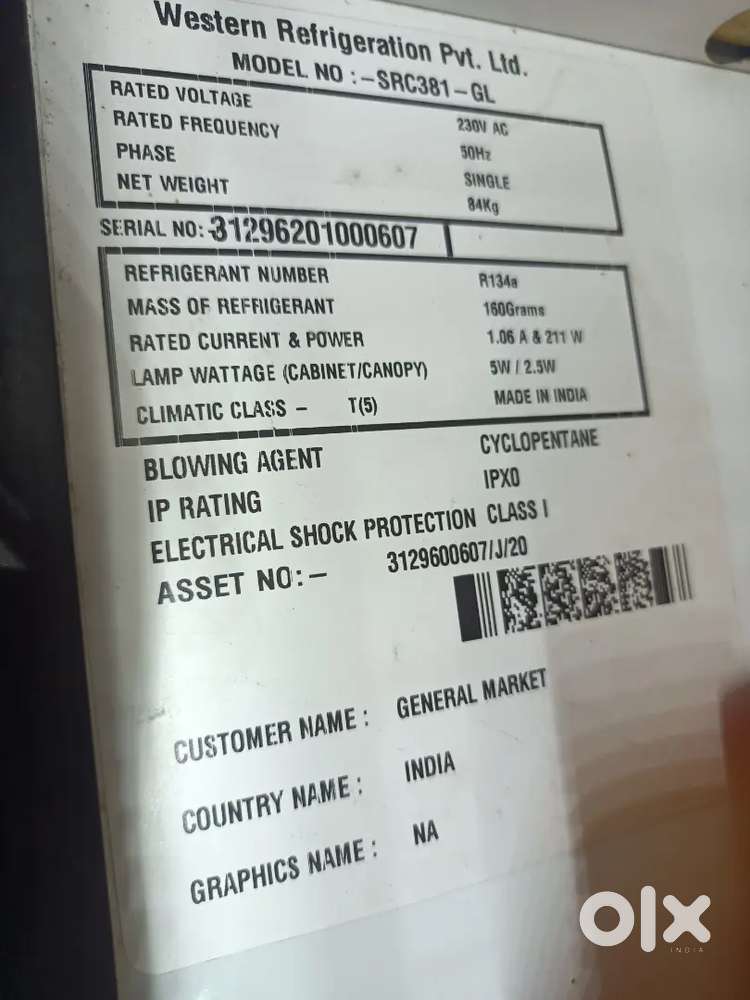 Western Refrigeration Pvt. Ltd.
MODEL NO :-SRC381-GL
RATED VOLTAGE 230V AC
RATED FREQUENCY 50Hz
PHASE SINGLE
NET WEIGHT 84Kg
SERIAL NO: 31296201000607
REFRIGERANT NUMBER R134a
MASS OF REFRIGERANT 160Grams
RATED CURRENT & POWER 1.06 A & 211 W
LAMP WATTAGE (CABINET/CANOPY) 5W / 2.5W
CLIMATIC CLASS - T(5) MADE IN INDIA
BLOWING AGENT CYCLOPENTANE
IP RATING IPX0
ELECTRICAL SHOCK PROTECTION CLASS I
ASSET NO:- 3129600607/J/20
CUSTOMER NAME : GENERAL MARKET
COUNTRY NAME : INDIA
GRAPHICS NAME : NA
olx
INDIA